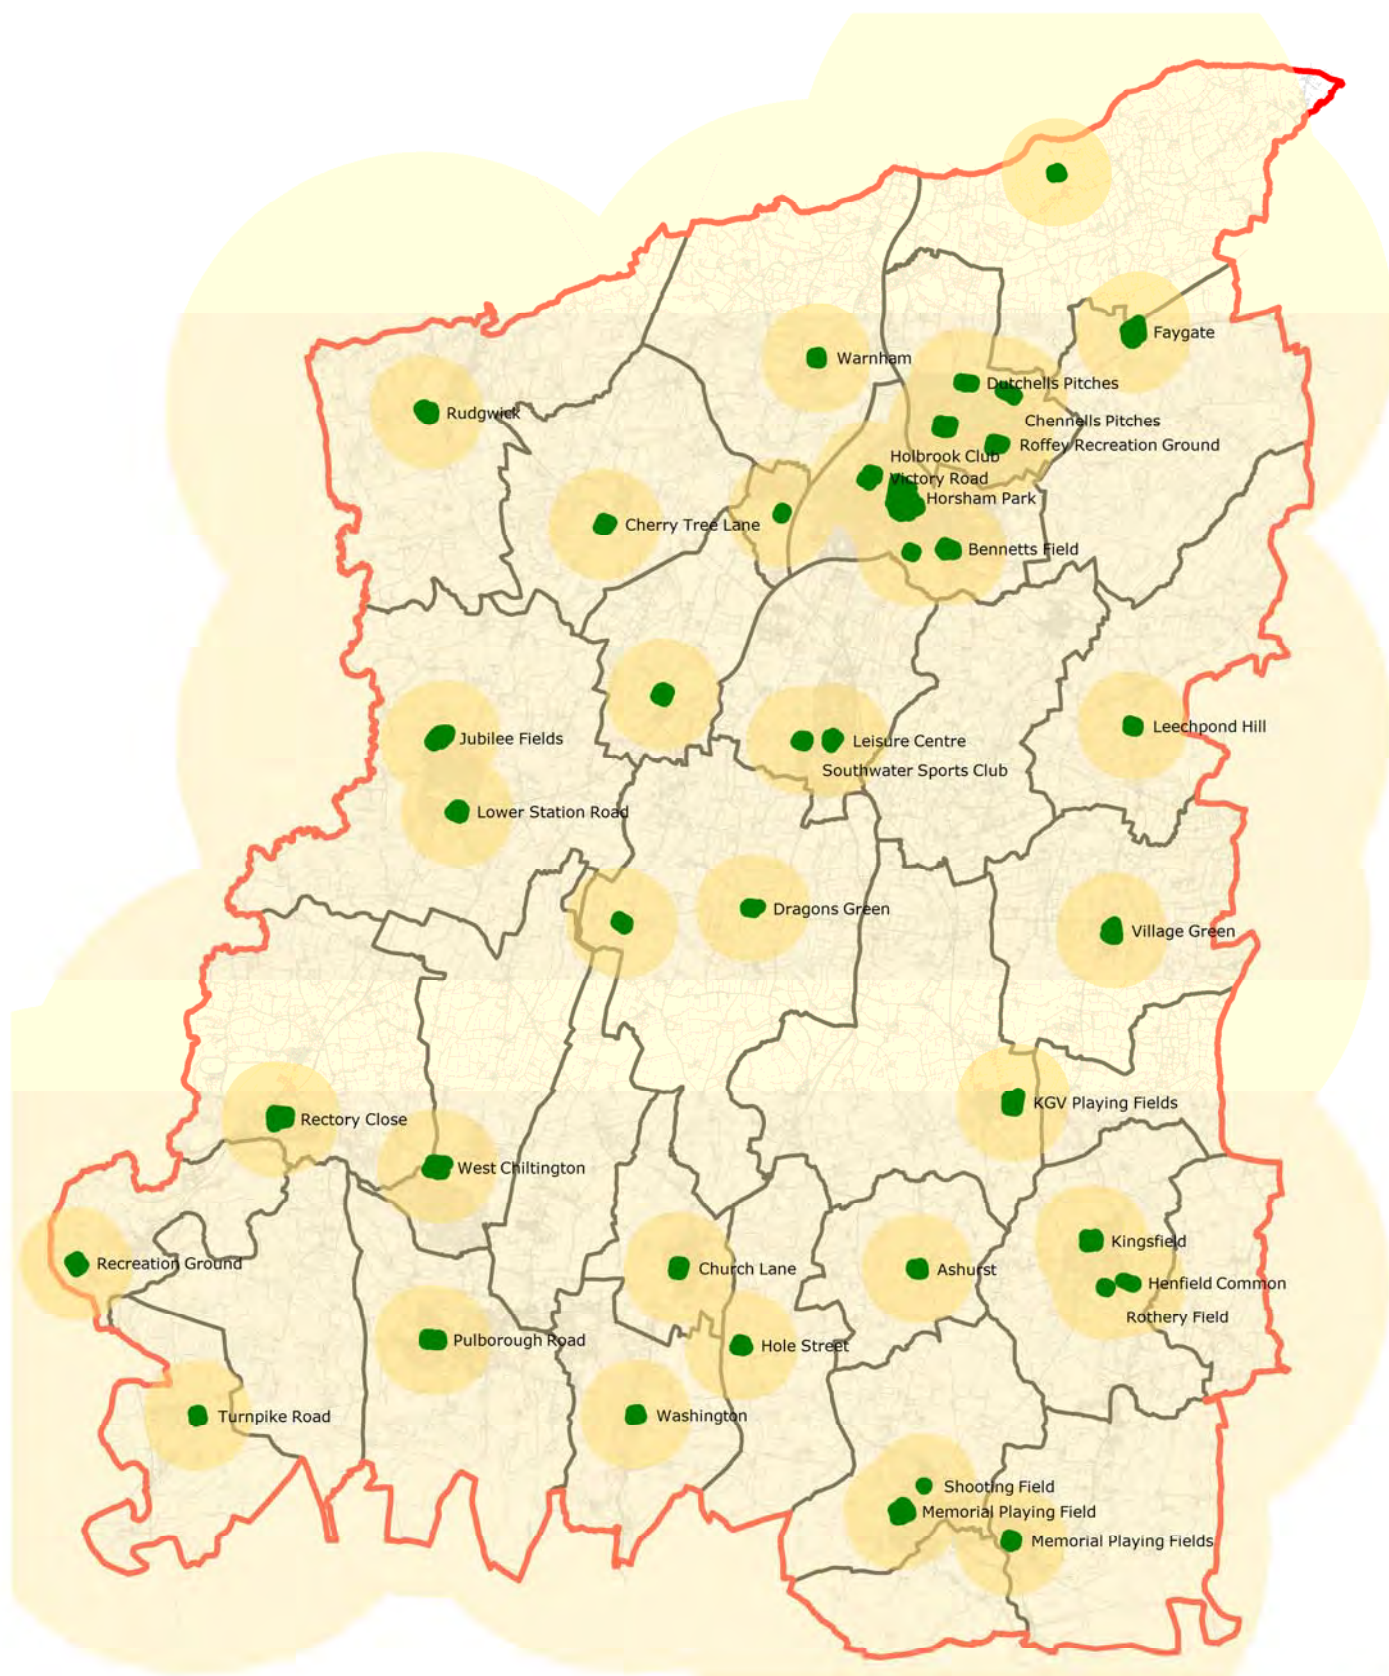 Faygate
Warnham
Dutchells Pitches
Rudgwick
Chennells Pitches
Roffey Recreation Ground
Holbrook Club
Victory Road
Horsham Park
Cherry Tree Lane
Bennetts Field
Leechpond Hill
Jubilee Fields
Leisure Centre
Southwater Sports Club
Lower Station Road
Dragons Green
Village Green
KGV Playing Fields
Rectory Close
West Chiltington
Kingsfield
Recreation Ground
Church Lane
Ashurst
Henfield Common
Rothery Field
Pulborough Road
Hole Street
Turnpike Road
Washington
Shooting Field
Memorial Playing Field
Memorial Playing Fields